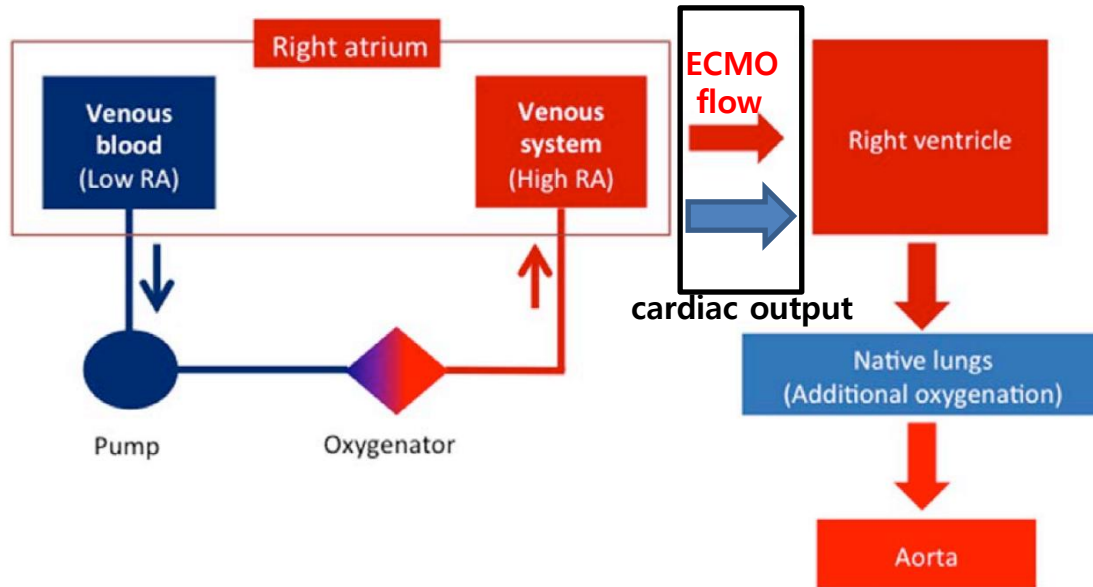 Right atrium
Venous
blood
(Low RA)
Venous
system
(High RA)
ECMO
flow
Right ventricle
cardiac output
Native lungs
(Additional oxygenation)
Pump
Oxygenator
Aorta